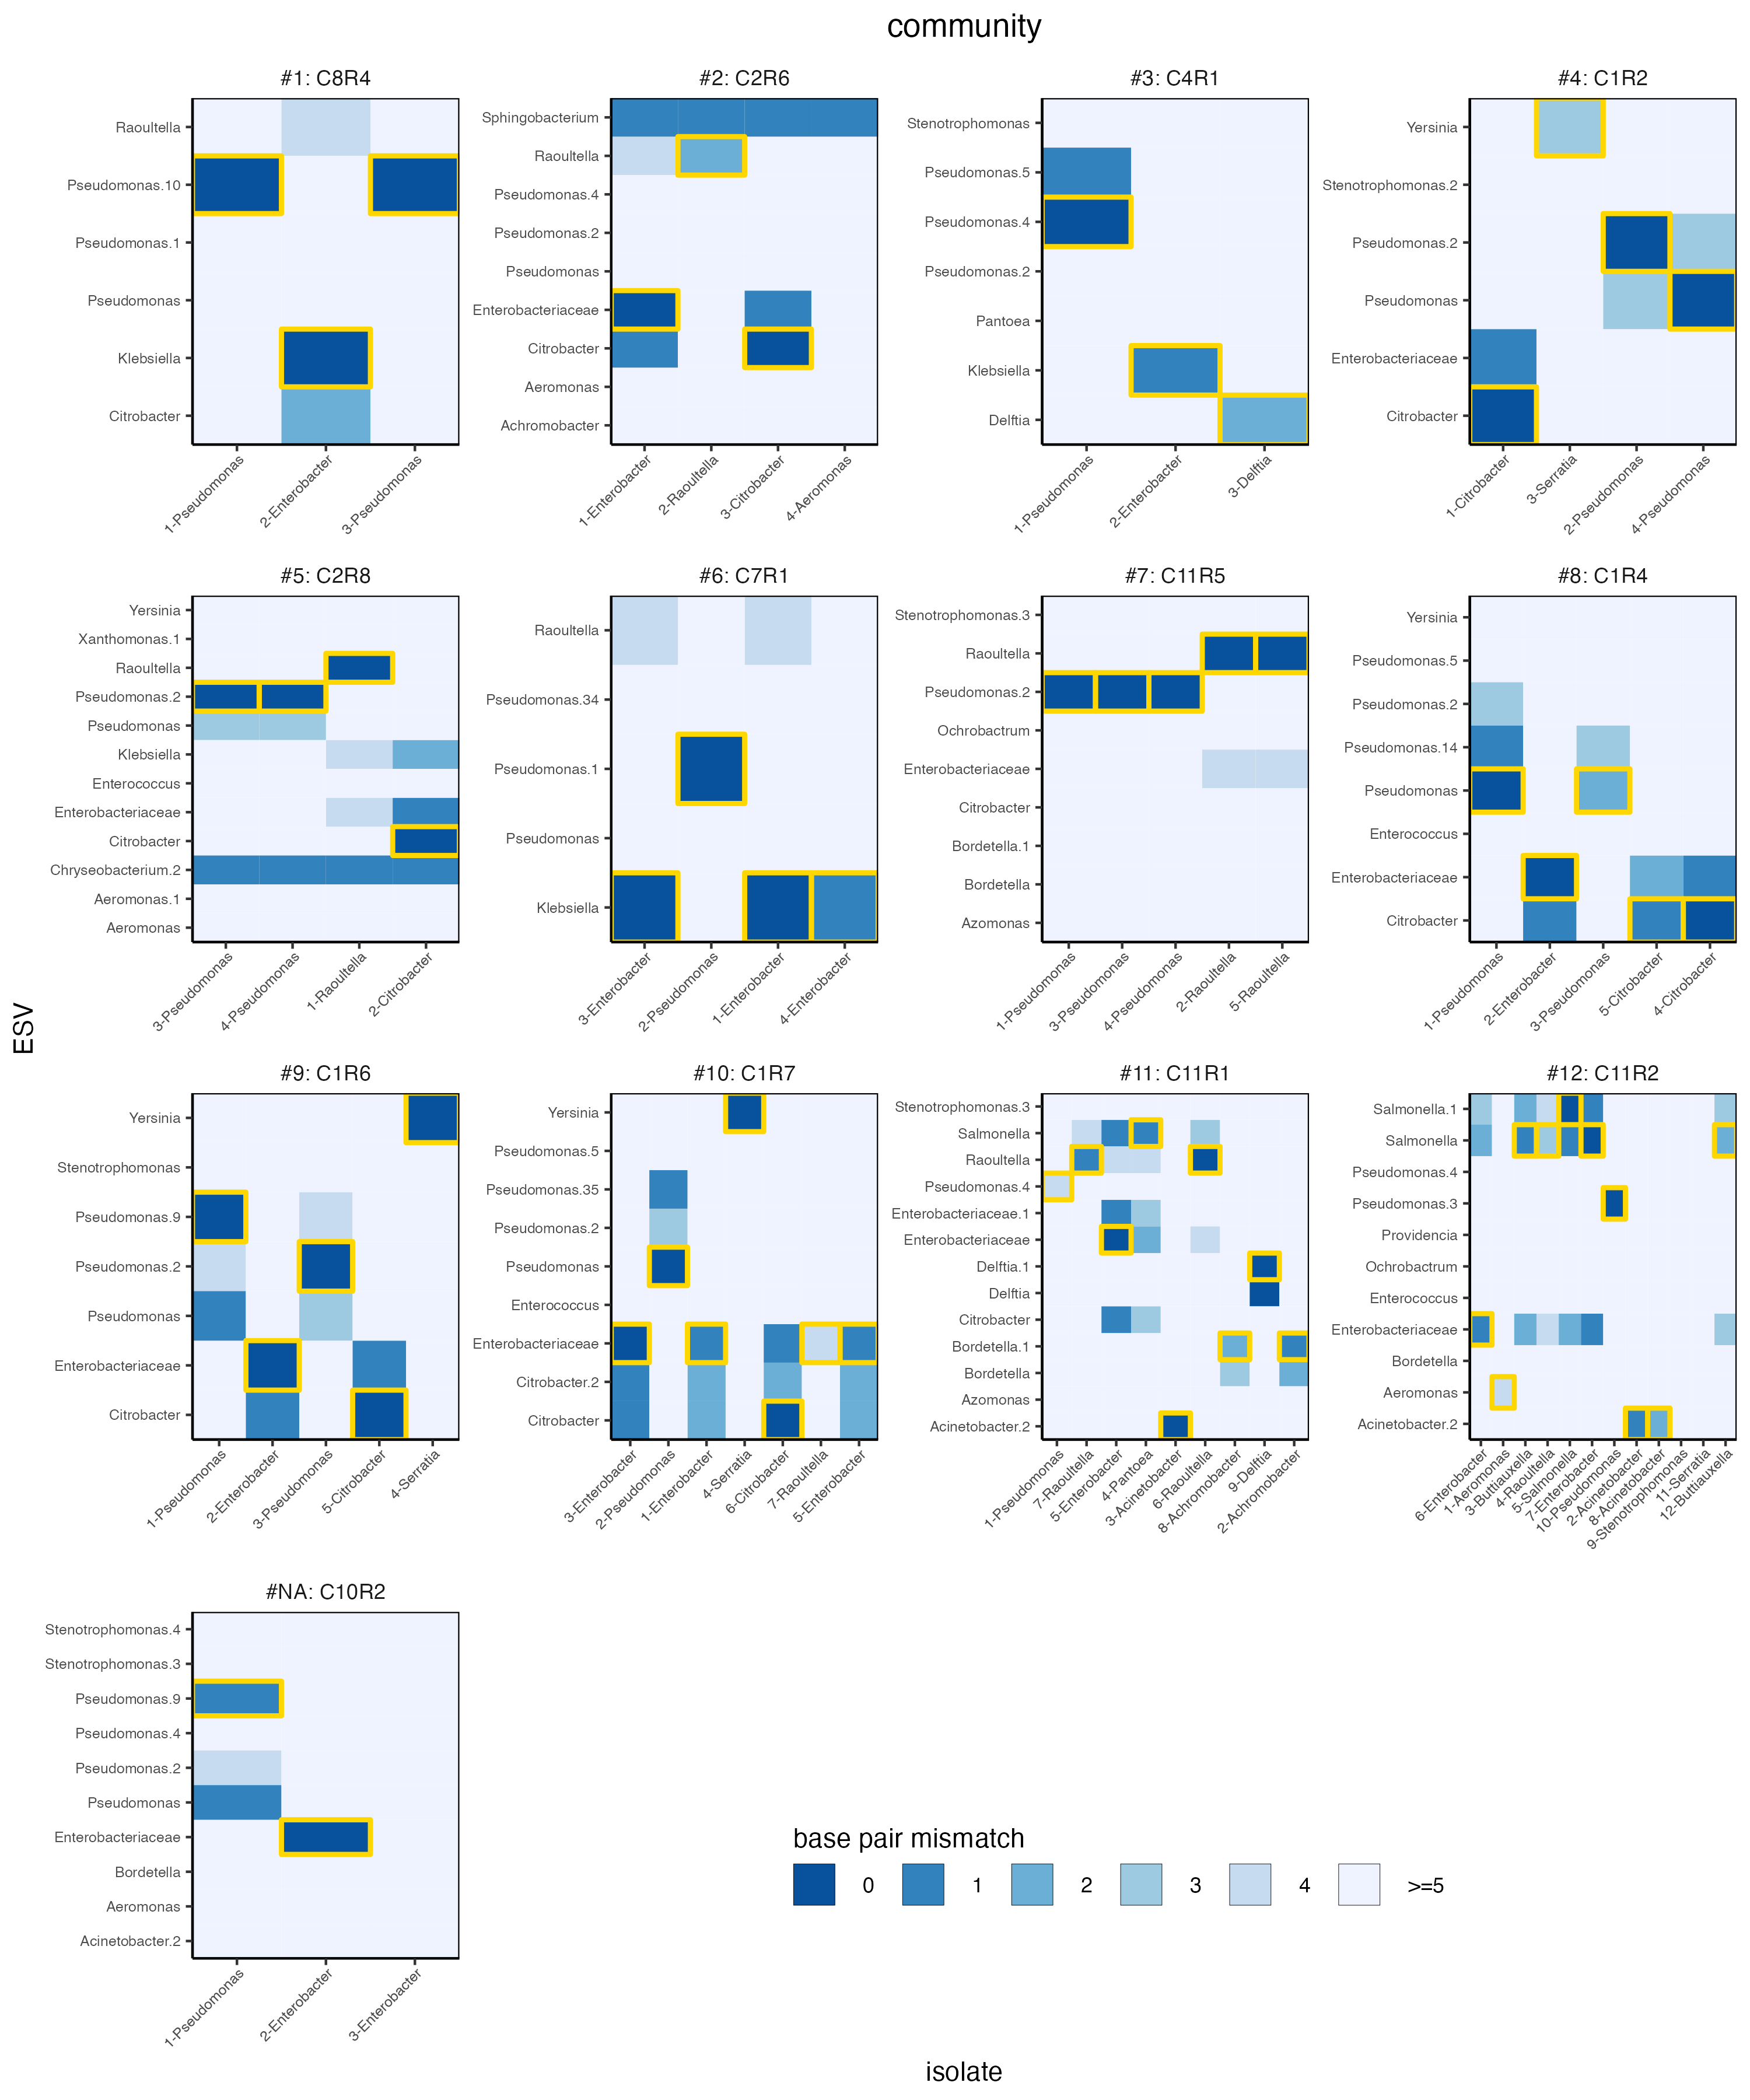 community
#1: C8R4
Raoultella
Pseudomonas.10
Pseudomonas.1
Pseudomonas
Klebsiella
Citrobacter
1-Pseudomonas
2-Enterobacter
3-Pseudomonas
#2: C2R6
Sphingobacterium
Raoultella
Pseudomonas.4
Pseudomonas.2
Pseudomonas
Enterobacteriaceae
Citrobacter
Aeromonas
Achromobacter
1-Enterobacter
2-Raoultella
3-Citrobacter
4-Aeromonas
#3: C4R1
Stenotrophomonas
Pseudomonas.5
Pseudomonas.4
Pseudomonas.2
Pantoea
Klebsiella
Delftia
1-Pseudomonas
2-Enterobacter
3-Delftia
#4: C1R2
Yersinia
Stenotrophomonas.2
Pseudomonas.2
Pseudomonas
Enterobacteriaceae
Citrobacter
1-Citrobacter
3-Serratia
2-Pseudomonas
4-Pseudomonas
#5: C2R8
Yersinia
Xanthomonas.1
Raoultella
Pseudomonas.2
Pseudomonas
Klebsiella
Enterococcus
Enterobacteriaceae
Citrobacter
Chryseobacterium.2
Aeromonas.1
Aeromonas
3-Pseudomonas
4-Pseudomonas
1-Raoultella
2-Citrobacter
#6: C7R1
Raoultella
Pseudomonas.34
Pseudomonas.1
Pseudomonas
Klebsiella
3-Enterobacter
2-Pseudomonas
1-Enterobacter
4-Enterobacter
#7: C11R5
Stenotrophomonas.3
Raoultella
Pseudomonas.2
Ochrobactrum
Enterobacteriaceae
Citrobacter
Bordetella.1
Bordetella
Azomonas
1-Pseudomonas
3-Pseudomonas
4-Pseudomonas
2-Raoultella
5-Raoultella
#8: C1R4
Yersinia
Pseudomonas.5
Pseudomonas.2
Pseudomonas.14
Pseudomonas
Enterococcus
Enterobacteriaceae
Citrobacter
1-Pseudomonas
2-Enterobacter
3-Pseudomonas
5-Citrobacter
4-Citrobacter
ESV
#9: C1R6
Yersinia
Stenotrophomonas
Pseudomonas.9
Pseudomonas.2
Pseudomonas
Enterobacteriaceae
Citrobacter
1-Pseudomonas
2-Enterobacter
3-Pseudomonas
5-Citrobacter
4-Serratia
#10: C1R7
Yersinia
Pseudomonas.5
Pseudomonas.35
Pseudomonas.2
Pseudomonas
Enterococcus
Enterobacteriaceae
Citrobacter.2
Citrobacter
3-Enterobacter
2-Pseudomonas
1-Enterobacter
4-Serratia
6-Citrobacter
7-Raoultella
5-Enterobacter
#11: C11R1
Stenotrophomonas.3
Salmonella
Raoultella
Pseudomonas.4
Enterobacteriaceae.1
Enterobacteriaceae
Delftia.1
Delftia
Citrobacter
Bordetella.1
Bordetella
Azomonas
Acinetobacter.2
1-Pseudomonas
7-Raoultella
5-Enterobacter
4-Pantoea
3-Acinetobacter
6-Raoultella
8-Achromobacter
9-Delftia
2-Achromobacter
#12: C11R2
Salmonella.1
Salmonella
Pseudomonas.4
Pseudomonas.3
Providencia
Ochrobactrum
Enterococcus
Enterobacteriaceae
Bordetella
Aeromonas
Acinetobacter.2
6-Enterobacter
1-Aeromonas
3-Buttiauxella
4-Raoultella
5-Salmonella
7-Enterobacter
10-Pseudomonas
2-Acinetobacter
8-Acinetobacter
9-Stenotrophomonas
11-Serratia
12-Buttiauxella
#NA: C10R2
Stenotrophomonas.4
Stenotrophomonas.3
Pseudomonas.9
Pseudomonas.4
Pseudomonas.2
Pseudomonas
Enterobacteriaceae
Bordetella
Aeromonas
Acinetobacter.2
1-Pseudomonas
2-Enterobacter
3-Enterobacter
base pair mismatch
0 1 2 3 4 >=5
isolate